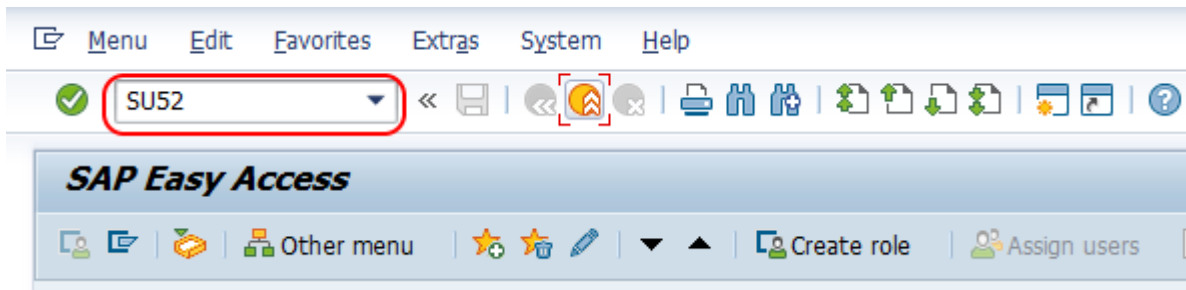 Menu Edit Favorites Extras System Help
SU52
SAP Easy Access
Other menu Create role Assign users